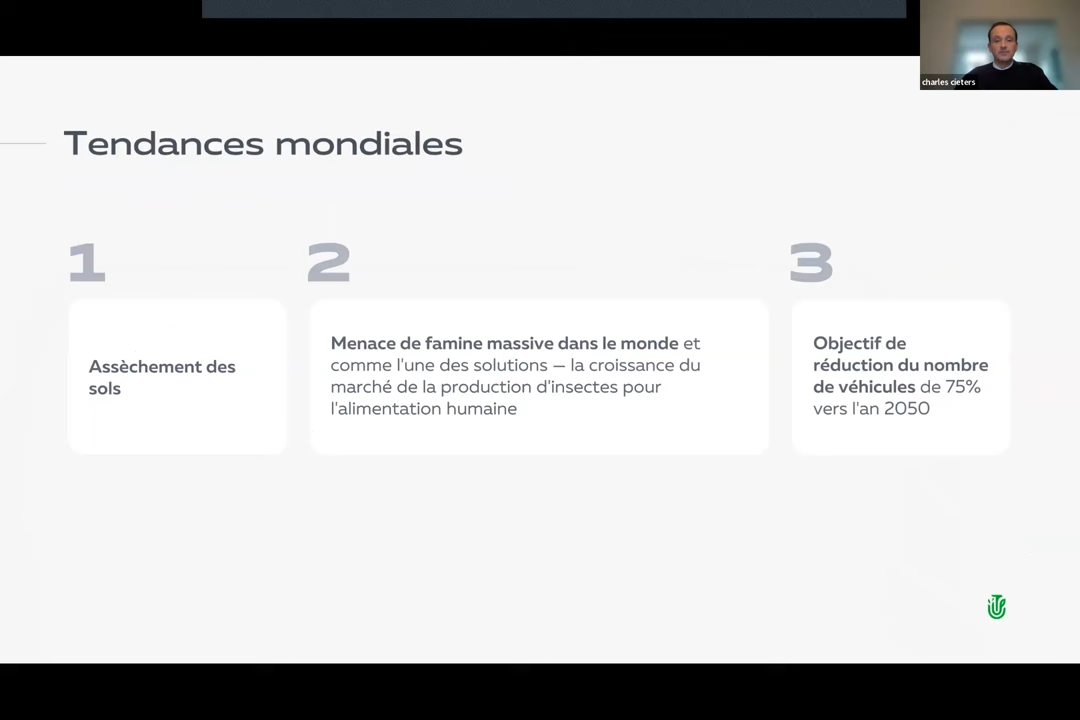 charles cieters
Tendances mondiales
1
Assèchement des
sols
2
Menace de famine massive dans le monde et
comme l'une des solutions — la croissance du
marché de la production d'insectes pour
l'alimentation humaine
3
Objectif de
réduction du nombre
de véhicules de 75%
vers l'an 2050